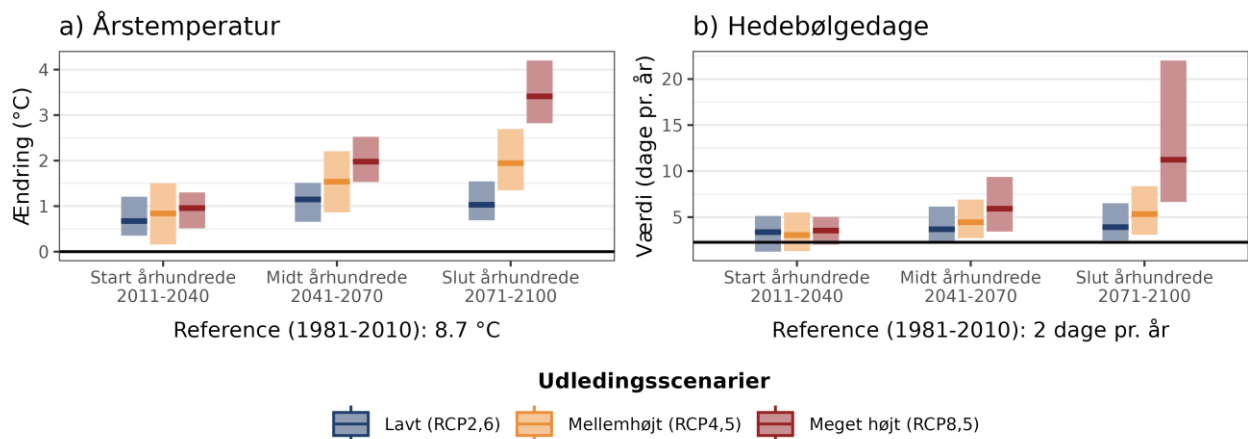 a) Årstemperatur
Ændring (°C)
4
3
2
1
0
Start århundrede
2011-2040
Midt århundrede
2041-2070
Slut århundrede
2071-2100
Reference (1981-2010): 8.7 °C
b) Hedebølgedage
Værdi (dage pr. år)
20
15
10
5
Start århundrede
2011-2040
Midt århundrede
2041-2070
Slut århundrede
2071-2100
Reference (1981-2010): 2 dage pr. år
Udledingsscenarier
Lavt (RCP2,6)
Mellemhøjt (RCP4,5)
Meget højt (RCP8,5)